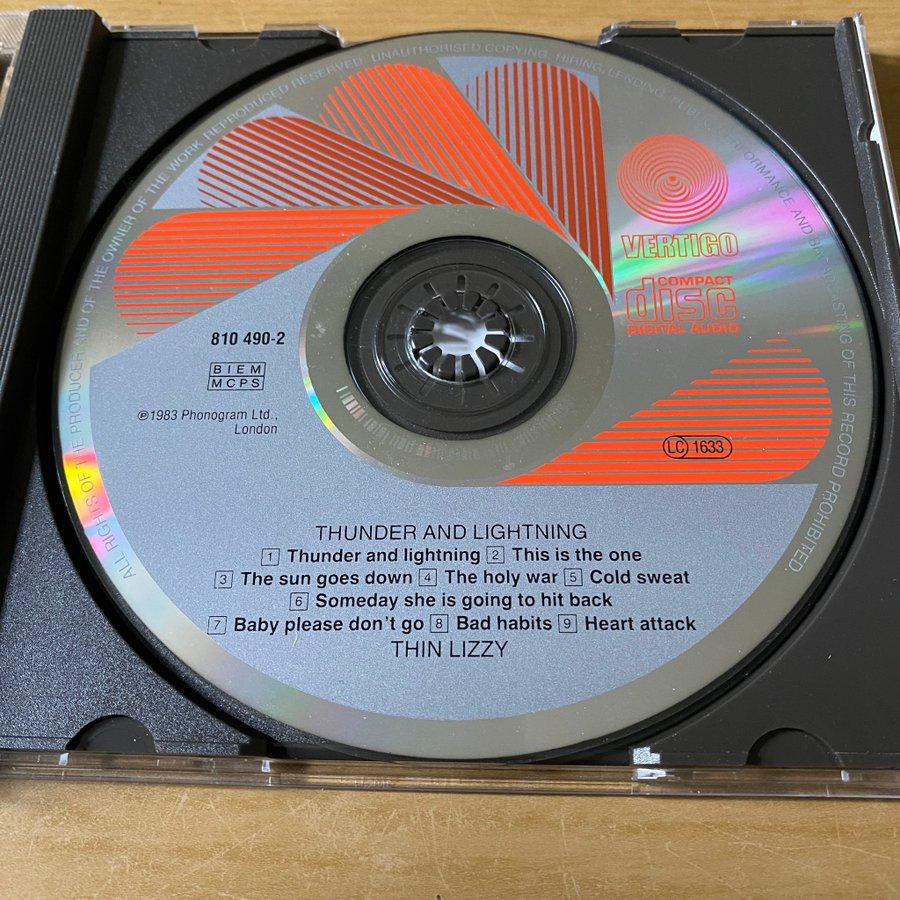 ALL RIGHTS OF THE PRODUCER AND OF THE OWNER OF THE WORK REPRODUCED RESERVED. UNAUTHORISED COPYING, HIRING, LENDING, PUBLIC PERFORMANCE AND BROADCASTING OF THIS RECORD PROHIBITED.
VERTIGO
COMPACT
disc
DIGITAL AUDIO
810 490-2
BIEM
MCPS
℗1983 Phonogram Ltd.,
London
LC 1633
THUNDER AND LIGHTNING
1 Thunder and lightning 2 This is the one
3 The sun goes down 4 The holy war 5 Cold sweat
6 Someday she is going to hit back
7 Baby please don't go 8 Bad habits 9 Heart attack
THIN LIZZY